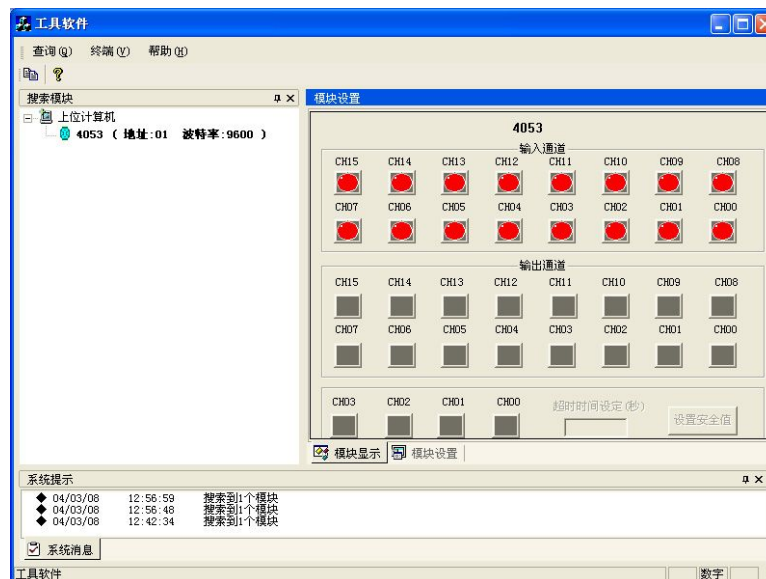 工具软件
查询(Q) 终端(V) 帮助(H)
搜索模块
上位计算机
4053 ( 地址:01 波特率:9600 )
模块设置
4053
输入通道
CH15 CH14 CH13 CH12 CH11 CH10 CH09 CH08
CH07 CH06 CH05 CH04 CH03 CH02 CH01 CH00
输出通道
CH15 CH14 CH13 CH12 CH11 CH10 CH09 CH08
CH07 CH06 CH05 CH04 CH03 CH02 CH01 CH00
CH03 CH02 CH01 CH00 超时时间设定(秒)
设置安全值
模块显示 模块设置
系统提示
04/03/08 12:56:59 搜索到1个模块
04/03/08 12:56:48 搜索到1个模块
04/03/08 12:42:34 搜索到1个模块
系统消息
工具软件 数字